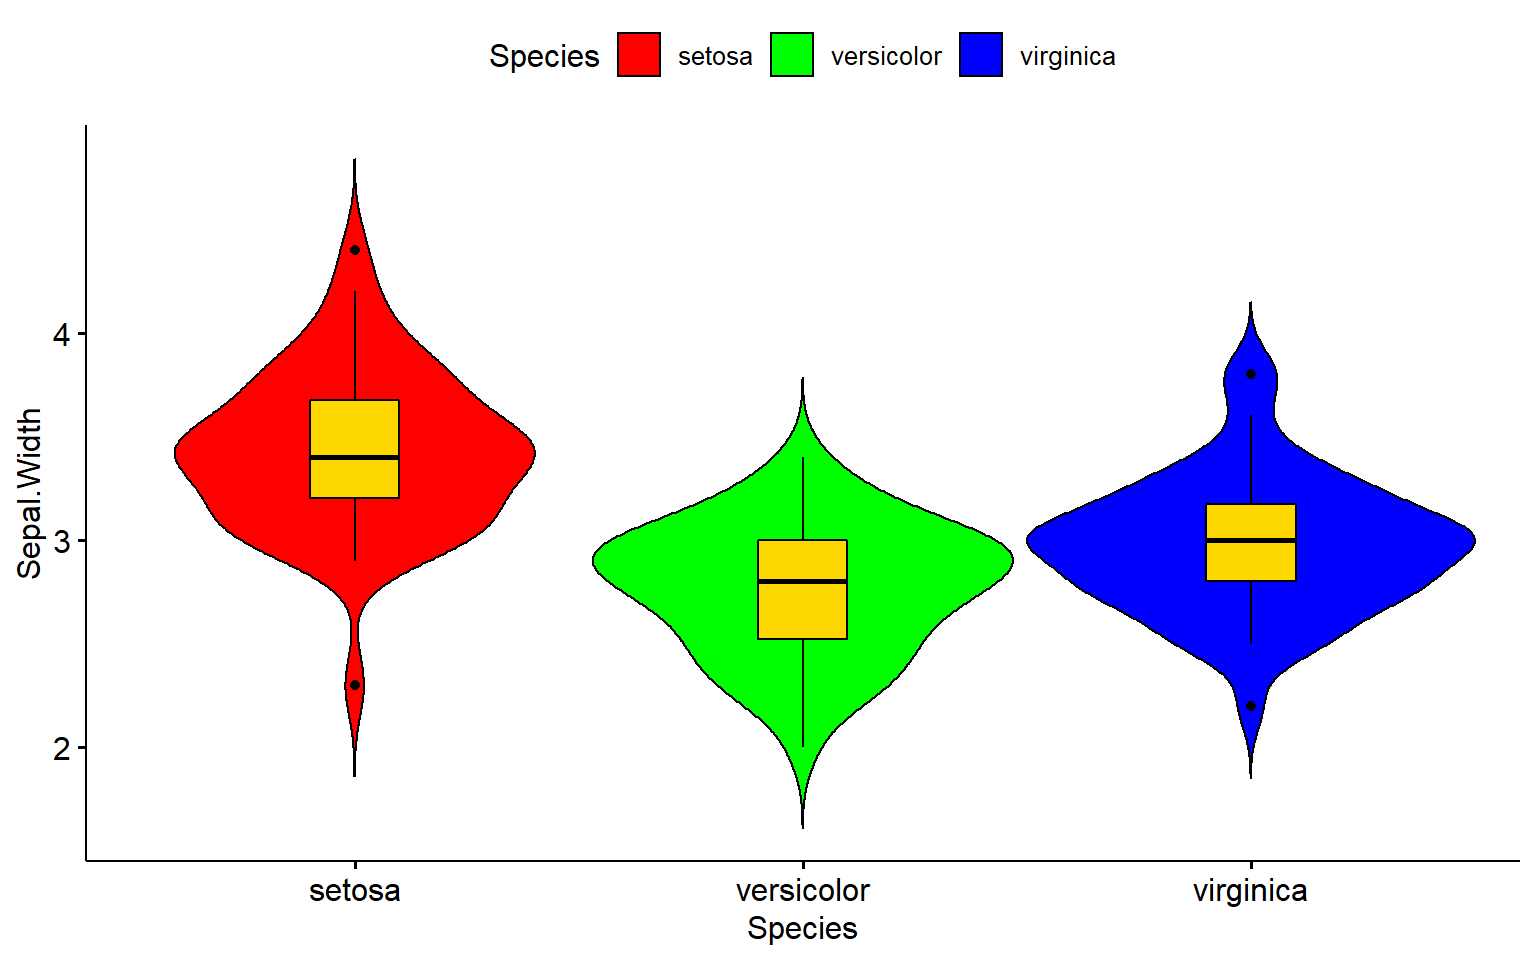 Species setosa versicolor virginica
Sepal.Width
4
3
2
setosa versicolor virginica
Species